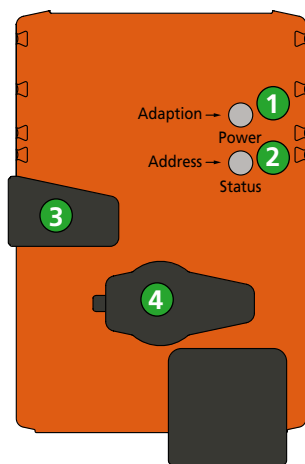 1
Adaption →
Power
2
Address →
Status
3
4